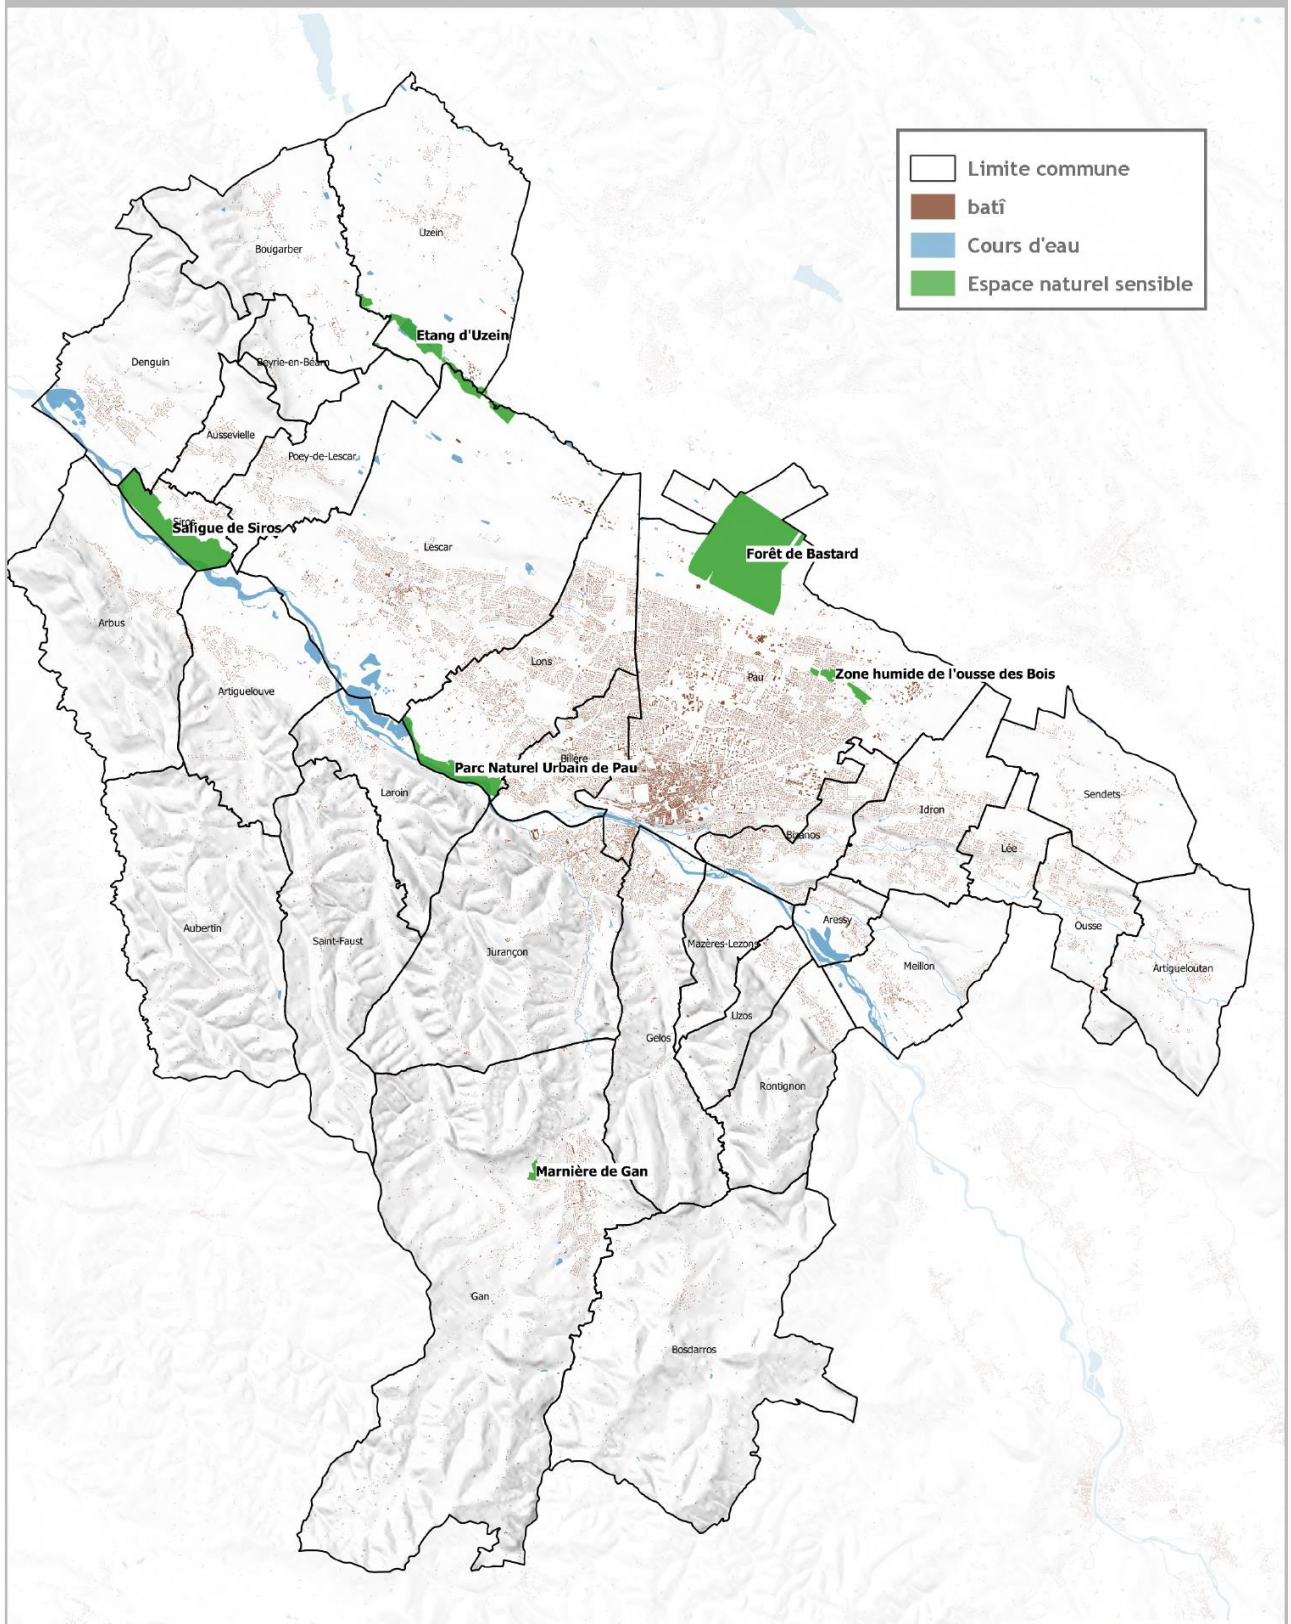 Limite commune
batî
Cours d'eau
Espace naturel sensible
Uzein
Bougarber
Etang d'Uzein
Denguin
Beyrie-en-Béarn
Aussevielle
Poey-de-Lescar
Siros
Saligue de Siros
Lescar
Forêt de Bastard
Arbus
Lons
Zone humide de l'ousse des Bois
Pau
Artiguelouve
Billère
Parc Naturel Urbain de Pau
Laroin
Sendets
Idron
Bizanos
Lée
Aressy
Ousse
Aubertin
Saint-Faust
Mazères-Lezons
Jurançon
Meillon
Artigueloutan
Uzos
Gelos
Rontignon
Marnière de Gan
Gan
Bosdarros